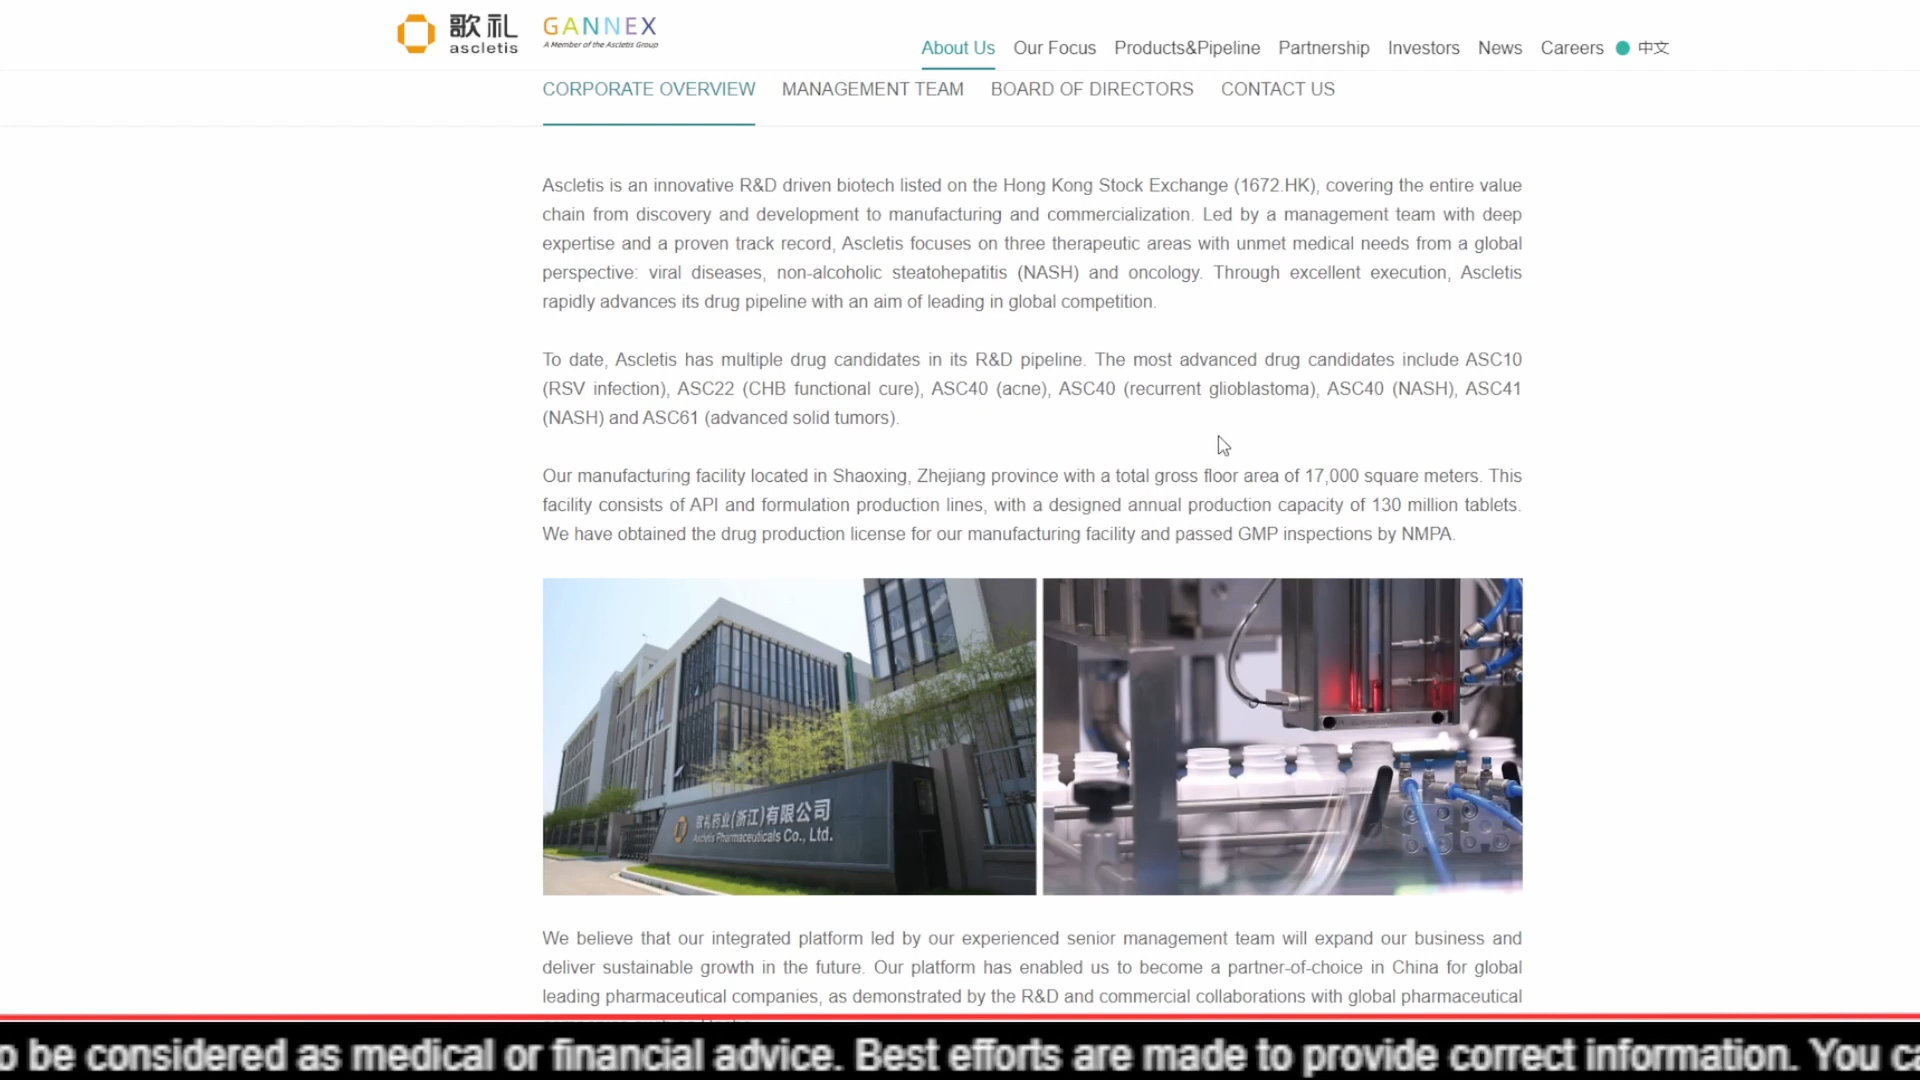 歌礼
ascletis
GANNEX
A Member of the Ascletis Group
About Us Our Focus Products&Pipeline Partnership Investors News Careers 中文
CORPORATE OVERVIEW MANAGEMENT TEAM BOARD OF DIRECTORS CONTACT US
Ascletis is an innovative R&D driven biotech listed on the Hong Kong Stock Exchange (1672.HK), covering the entire value
chain from discovery and development to manufacturing and commercialization. Led by a management team with deep
expertise and a proven track record, Ascletis focuses on three therapeutic areas with unmet medical needs from a global
perspective: viral diseases, non-alcoholic steatohepatitis (NASH) and oncology. Through excellent execution, Ascletis
rapidly advances its drug pipeline with an aim of leading in global competition.
To date, Ascletis has multiple drug candidates in its R&D pipeline. The most advanced drug candidates include ASC10
(RSV infection), ASC22 (CHB functional cure), ASC40 (acne), ASC40 (recurrent glioblastoma), ASC40 (NASH), ASC41
(NASH) and ASC61 (advanced solid tumors).
Our manufacturing facility located in Shaoxing, Zhejiang province with a total gross floor area of 17,000 square meters. This
facility consists of API and formulation production lines, with a designed annual production capacity of 130 million tablets.
We have obtained the drug production license for our manufacturing facility and passed GMP inspections by NMPA.
歌礼药业(浙江)有限公司
Ascletis Pharmaceuticals Co., Ltd.
We believe that our integrated platform led by our experienced senior management team will expand our business and
deliver sustainable growth in the future. Our platform has enabled us to become a partner-of-choice in China for global
leading pharmaceutical companies, as demonstrated by the R&D and commercial collaborations with global pharmaceutical
o be considered as medical or financial advice. Best efforts are made to provide correct information. You ca